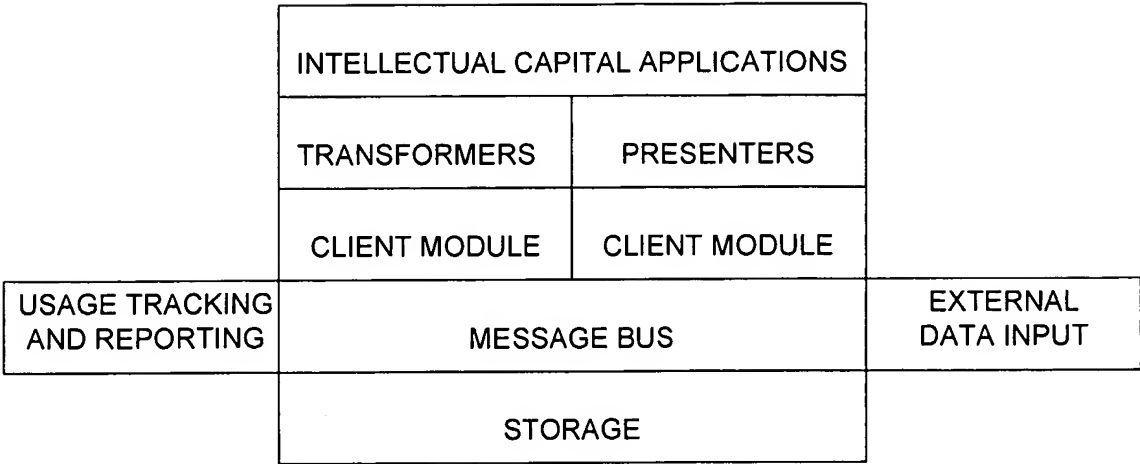 INTELLECTUAL CAPITAL APPLICATIONS
TRANSFORMERS
PRESENTERS
CLIENT MODULE
CLIENT MODULE
USAGE TRACKING
AND REPORTING
MESSAGE BUS
EXTERNAL
DATA INPUT
STORAGE